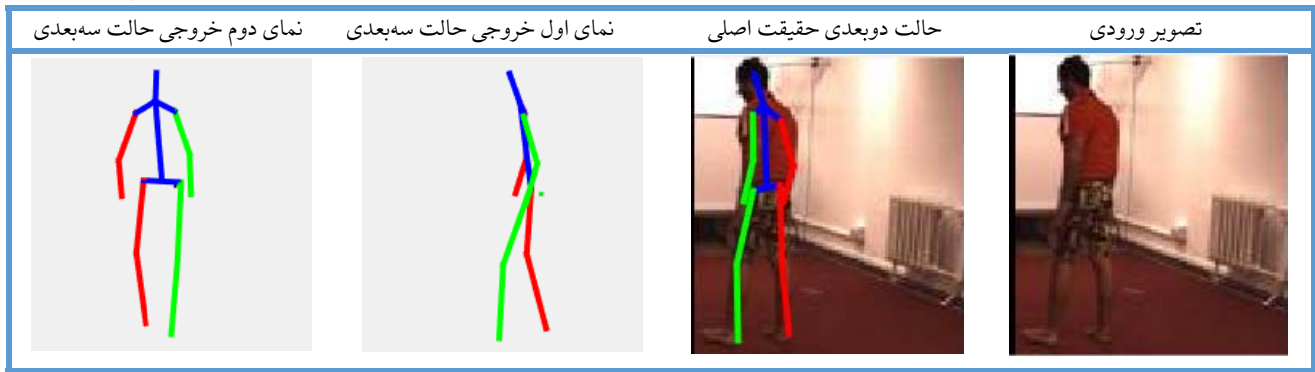 تصویر ورودی
حالت دوبعدی حقیقت اصلی
نمای اول خروجی حالت سه‌بعدی
نمای دوم خروجی حالت سه‌بعدی